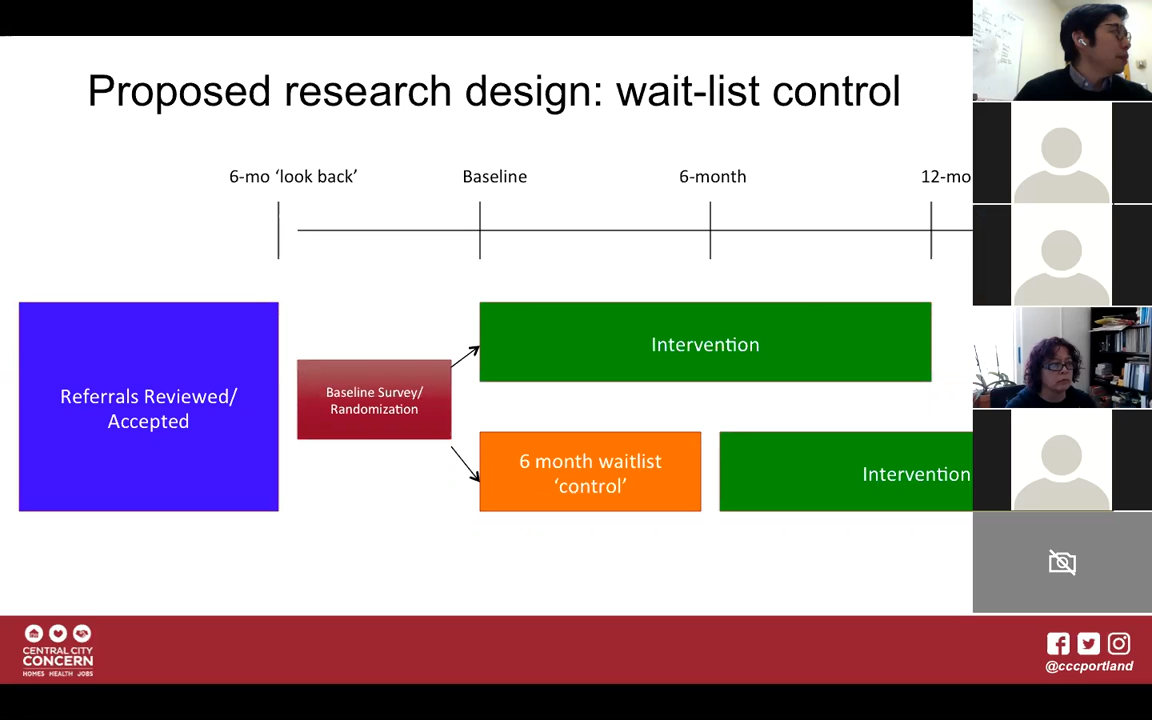 Proposed research design: wait-list control
6-mo ‘look back’
Baseline
6-month
12-mo
Referrals Reviewed/
Accepted
Baseline Survey/
Randomization
Intervention
6 month waitlist
‘control’
Intervention
CENTRAL CITY
CONCERN
HOMES HEALTH JOBS
@cccportland